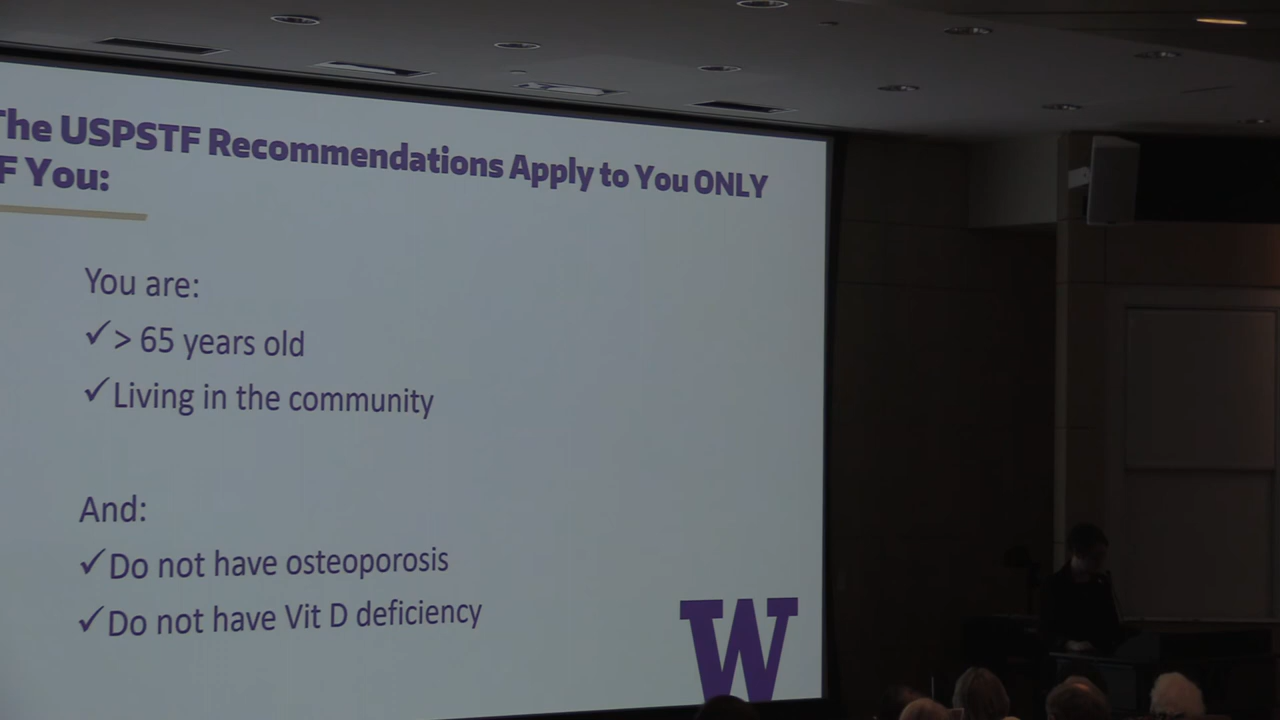 The USPSTF Recommendations Apply to You ONLY
F You:
You are:
✓> 65 years old
✓Living in the community
And:
✓Do not have osteoporosis
✓Do not have Vit D deficiency
W